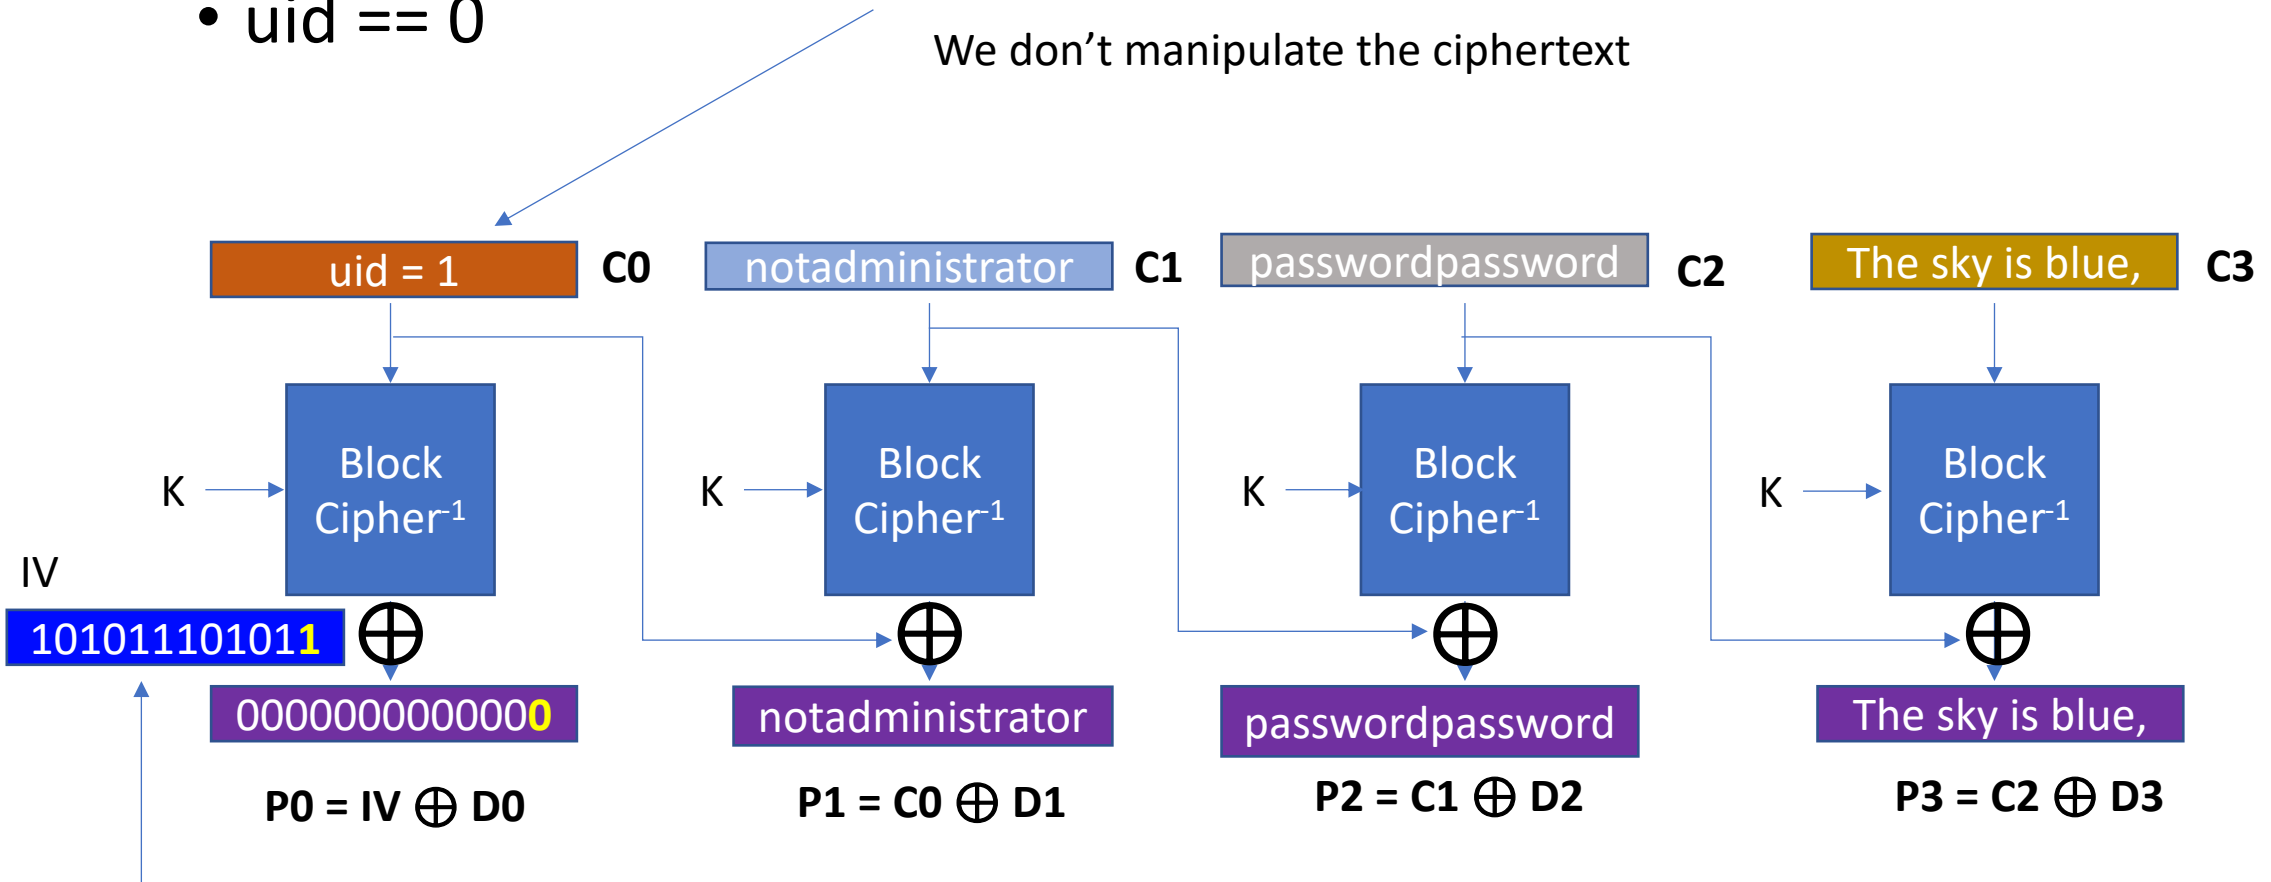 • uid == 0
We don’t manipulate the ciphertext
uid = 1 C0 notadministrator C1 passwordpassword C2 The sky is blue, C3
Block Block Block Block
K K K K
Cipher-1 Cipher-1 Cipher-1 Cipher-1
IV
101011101011
0000000000000 notadministrator passwordpassword The sky is blue,
P0 = IV ⊕ D0 P1 = C0 ⊕ D1 P2 = C1 ⊕ D2 P3 = C2 ⊕ D3